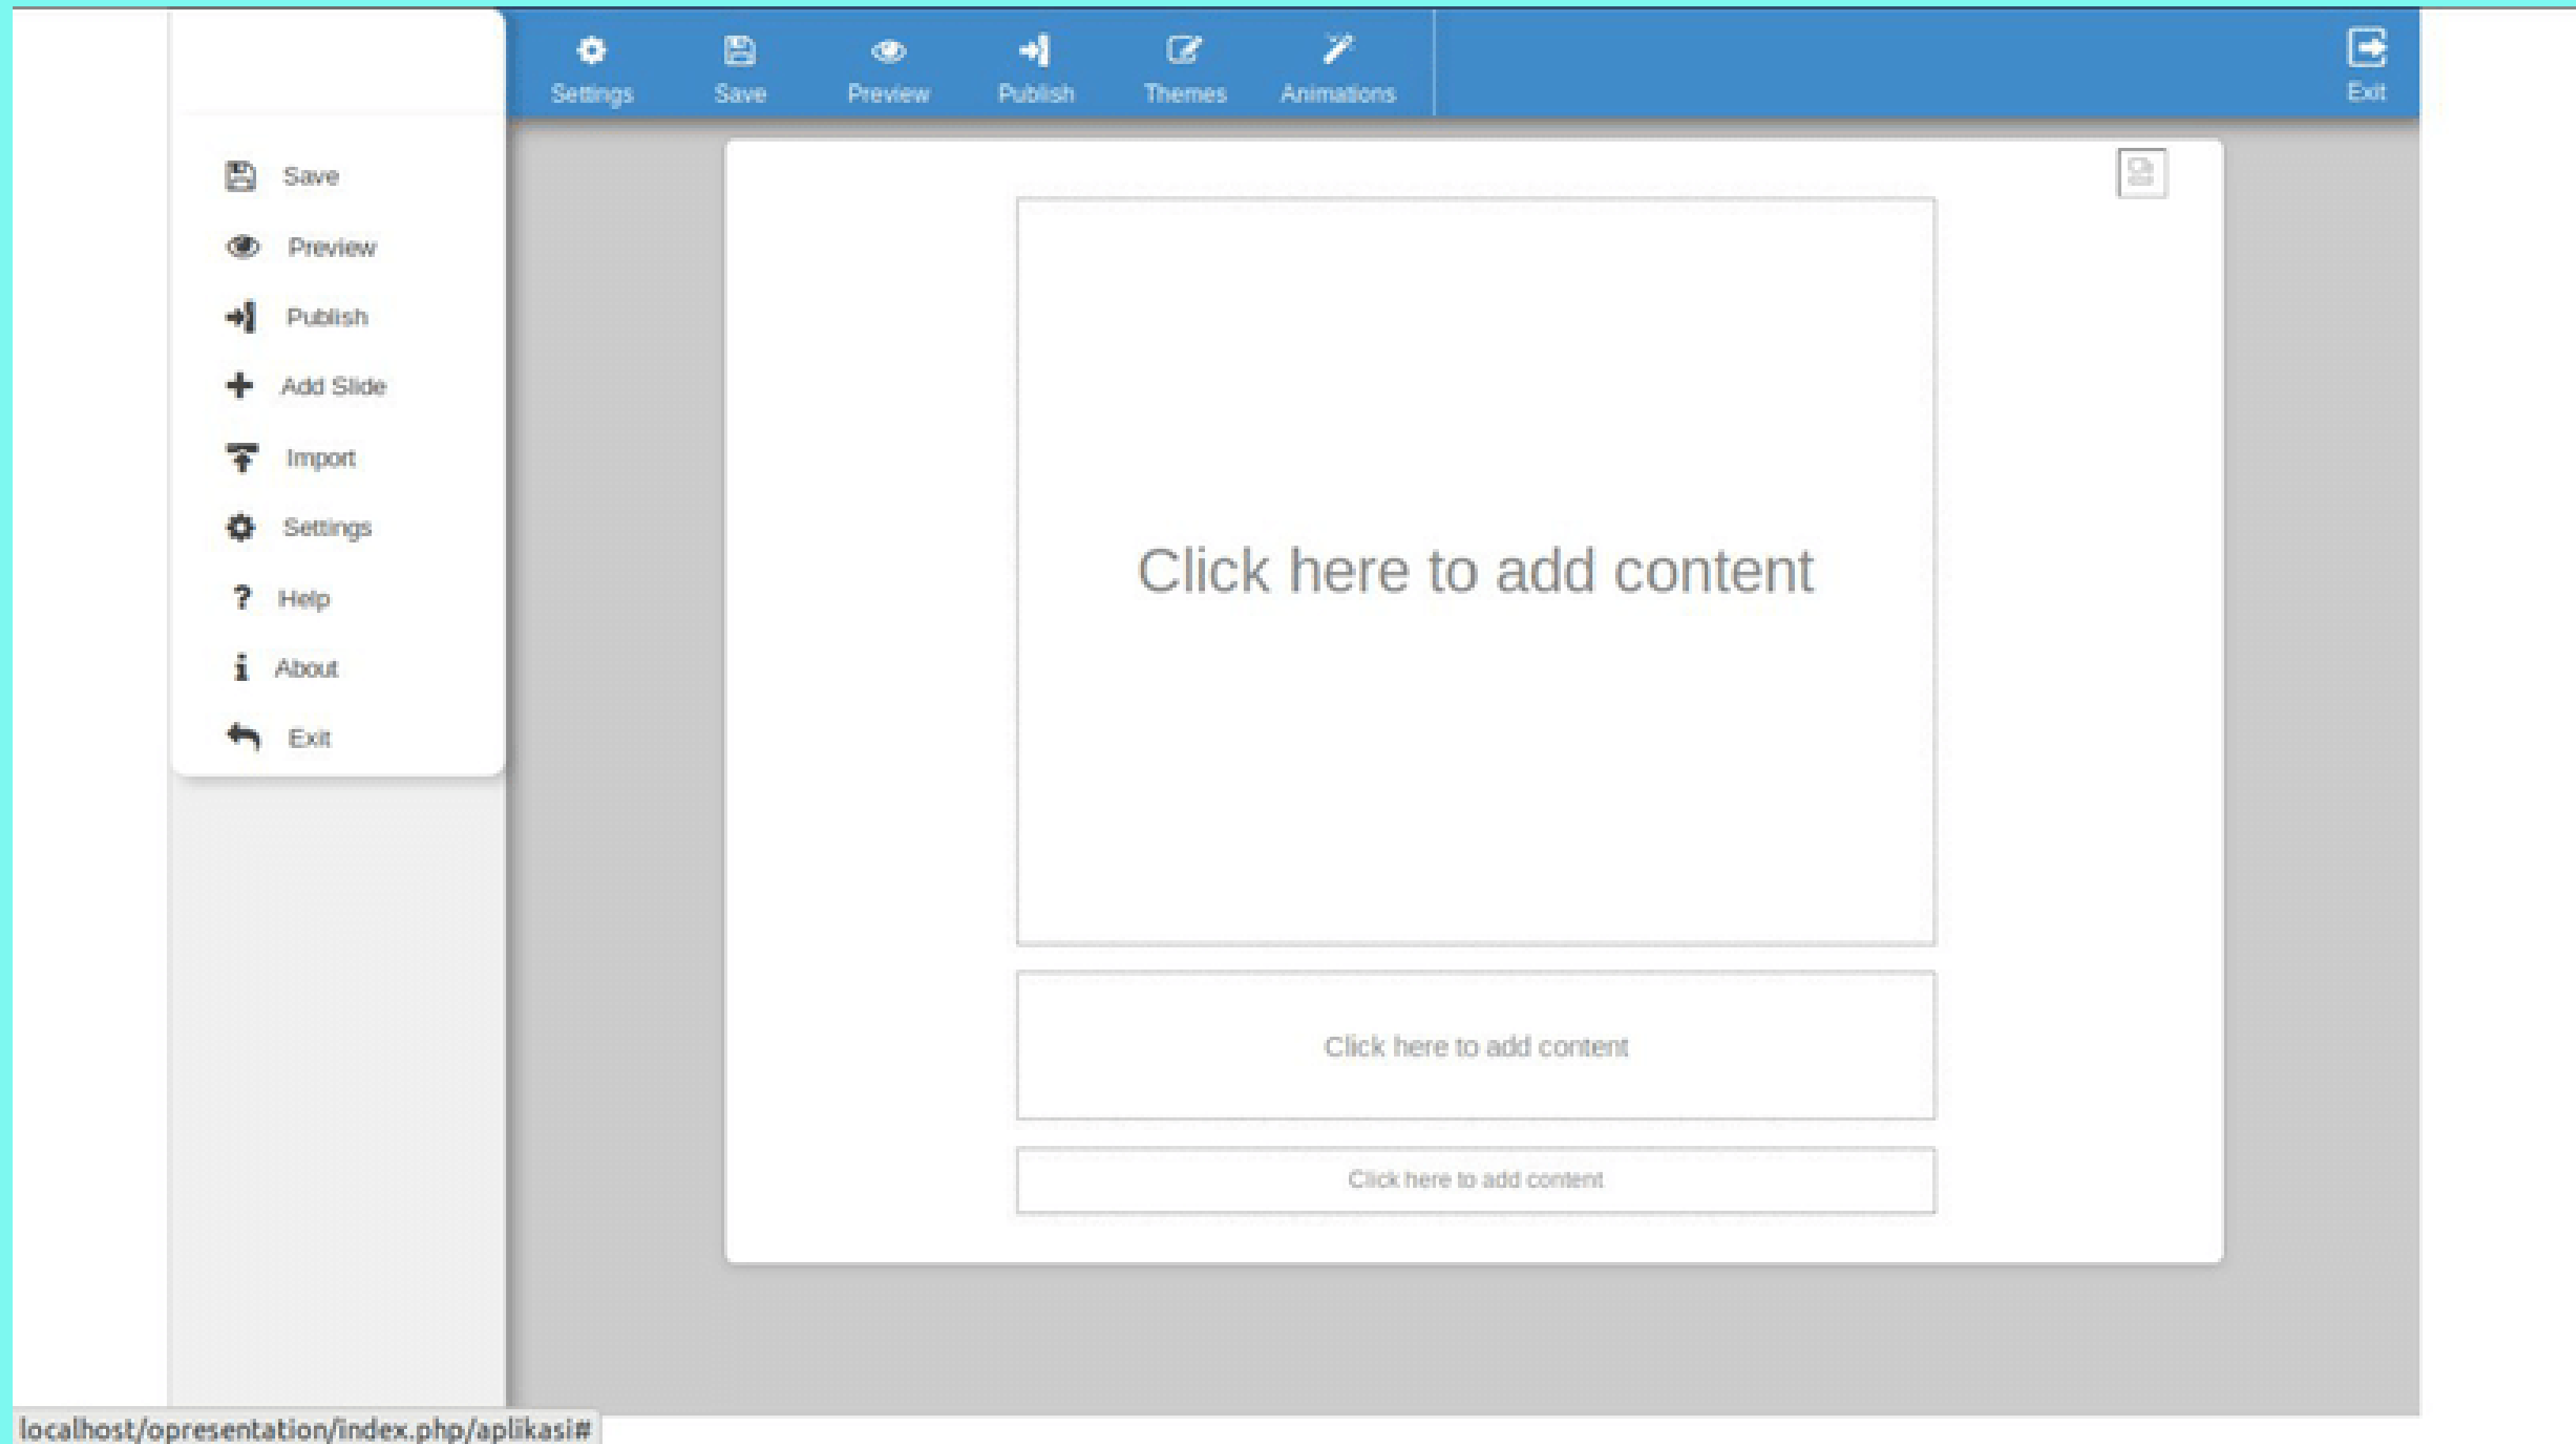 Settings Save Preview Publish Themes Animations Exit
Save
Preview
Publish
Add Slide
Import
Settings
? Help
About
Exit
Click here to add content
Click here to add content
Click here to add content
localhost/opresentation/index.php/aplikasi#